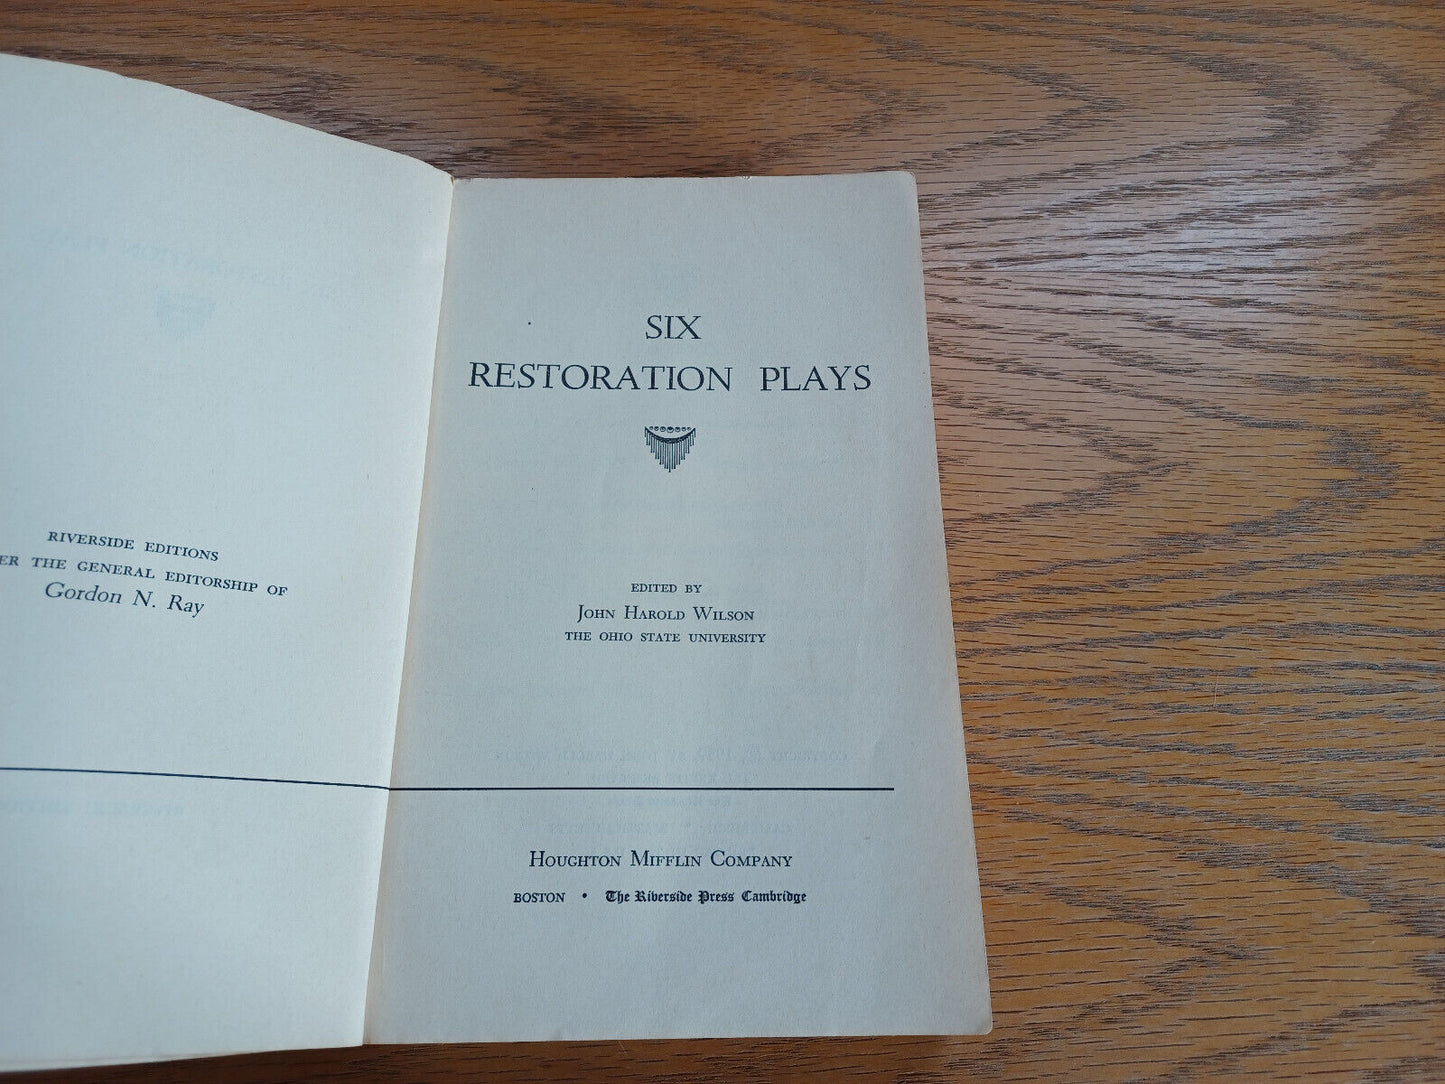 RIVERSIDE EDITIONS
ER THE GENERAL EDITORSHIP OF
Gordon N. Ray
SIX
RESTORATION PLAYS
EDITED BY
JOHN HAROLD WILSON
THE OHIO STATE UNIVERSITY
HOUGHTON MIFFLIN COMPANY
BOSTON • The Riverside Press Cambridge